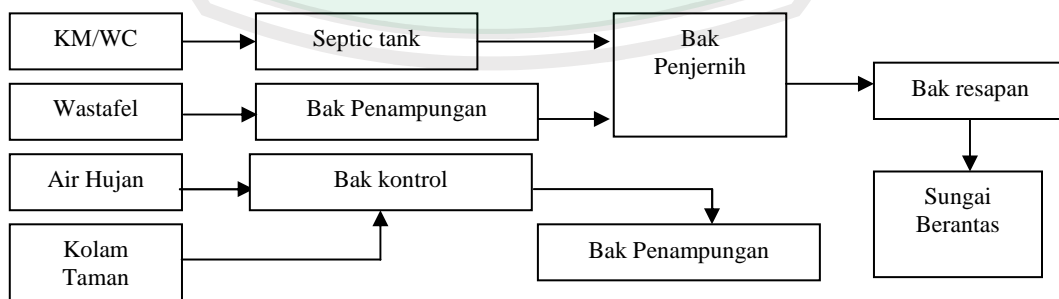 KM/WC
Septic tank
Bak
Penjernih
Bak resapan
Wastafel
Bak Penampungan
Air Hujan
Bak kontrol
Sungai
Berantas
Kolam
Taman
Bak Penampungan